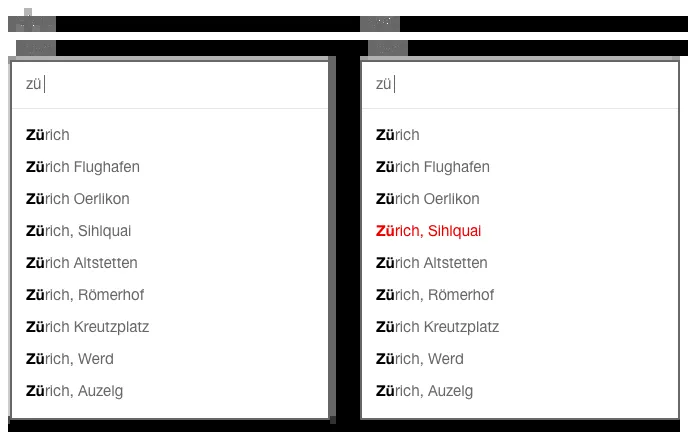 zü
Zürich
Zürich Flughafen
Zürich Oerlikon
Zürich, Sihlquai
Zürich Altstetten
Zürich, Römerhof
Zürich Kreutzplatz
Zürich, Werd
Zürich, Auzelg
zü
Zürich
Zürich Flughafen
Zürich Oerlikon
Zürich, Sihlquai
Zürich Altstetten
Zürich, Römerhof
Zürich Kreutzplatz
Zürich, Werd
Zürich, Auzelg